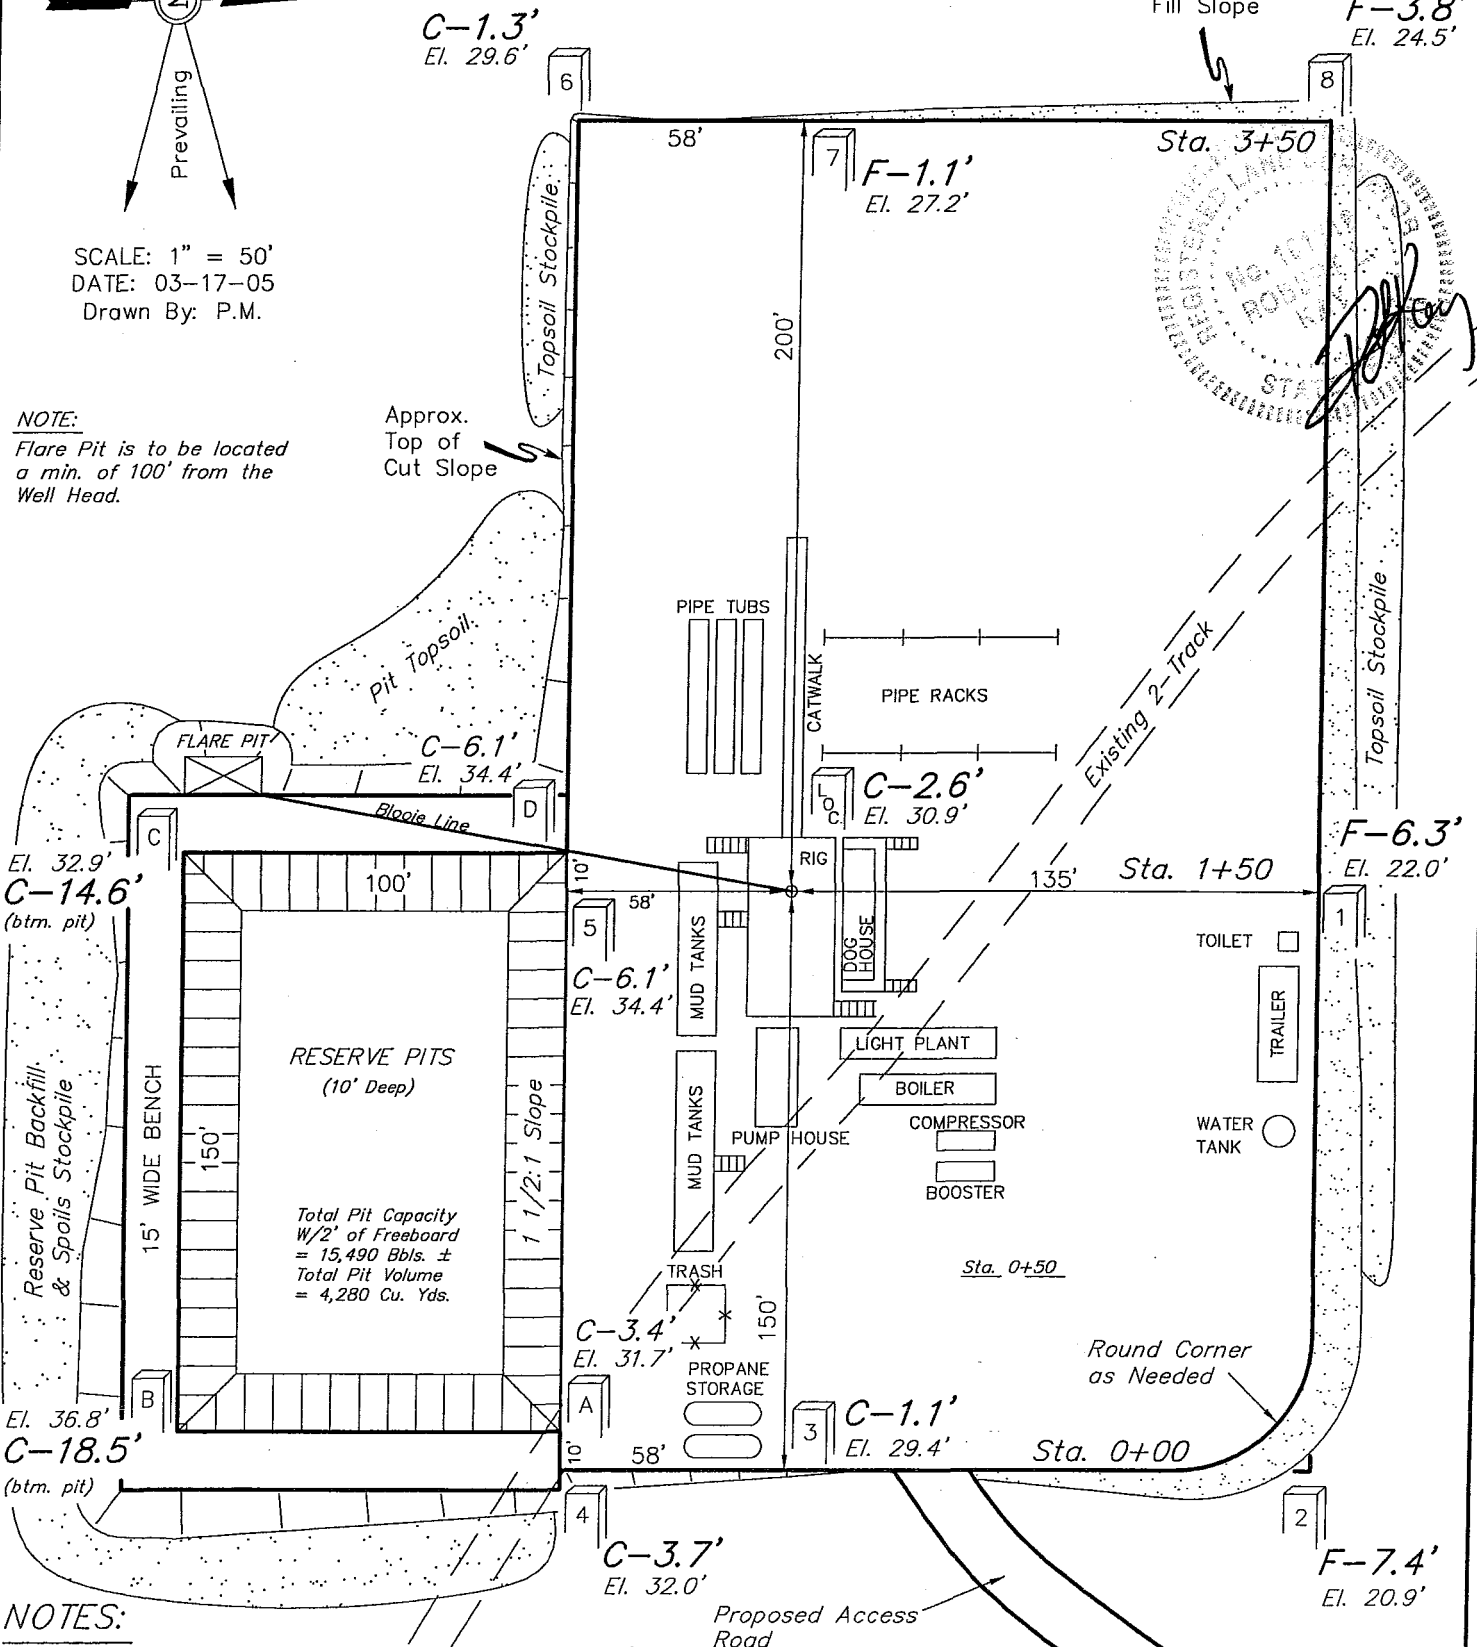 C-1.3'
El. 29.6'
Fill Slope
F-3.8'
El. 24.5'
6
8
Prevailing
58'
7
F-1.1'
El. 27.2'
Sta. 3+50
REGISTERED LAND
STATE
SCALE: 1" = 50'
DATE: 03-17-05
Drawn By: P.M.
Topsoil Stockpile
200'
NOTE:
Flare Pit is to be located
a min. of 100' from the
Well Head.
Approx.
Top of
Cut Slope
Pit Topsoil
PIPE TUBS
CATWALK
PIPE RACKS
Existing 2-Track
Topsoil Stockpile
FLARE PIT
C-6.1'
El. 34.4'
D
Blooie Line
LOC.
C-2.6'
El. 30.9'
C
El. 32.9'
C-14.6'
(btm. pit)
100'
10'
58'
RIG
135'
Sta. 1+50
F-6.3'
El. 22.0'
1
5
C-6.1'
El. 34.4'
MUD TANKS
DOG
HOUSE
TOILET
TRAILER
RESERVE PITS
(10' Deep)
LIGHT PLANT
BOILER
COMPRESSOR
BOOSTER
PUMP HOUSE
MUD TANKS
WATER
TANK
Reserve Pit Backfill
& Spoils Stockpile
15' WIDE BENCH
150'
1 1/2:1 Slope
Total Pit Capacity
W/2' of Freeboard
= 15,490 Bbls. ±
Total Pit Volume
= 4,280 Cu. Yds.
TRASH
Sta. 0+50
150'
C-3.4'
El. 31.7'
PROPANE
STORAGE
Round Corner
as Needed
B
A
El. 36.8'
C-18.5'
(btm. pit)
10'
58'
3
C-1.1'
El. 29.4'
Sta. 0+00
4
C-3.7'
El. 32.0'
2
F-7.4'
El. 20.9'
NOTES:
Proposed Access
Road